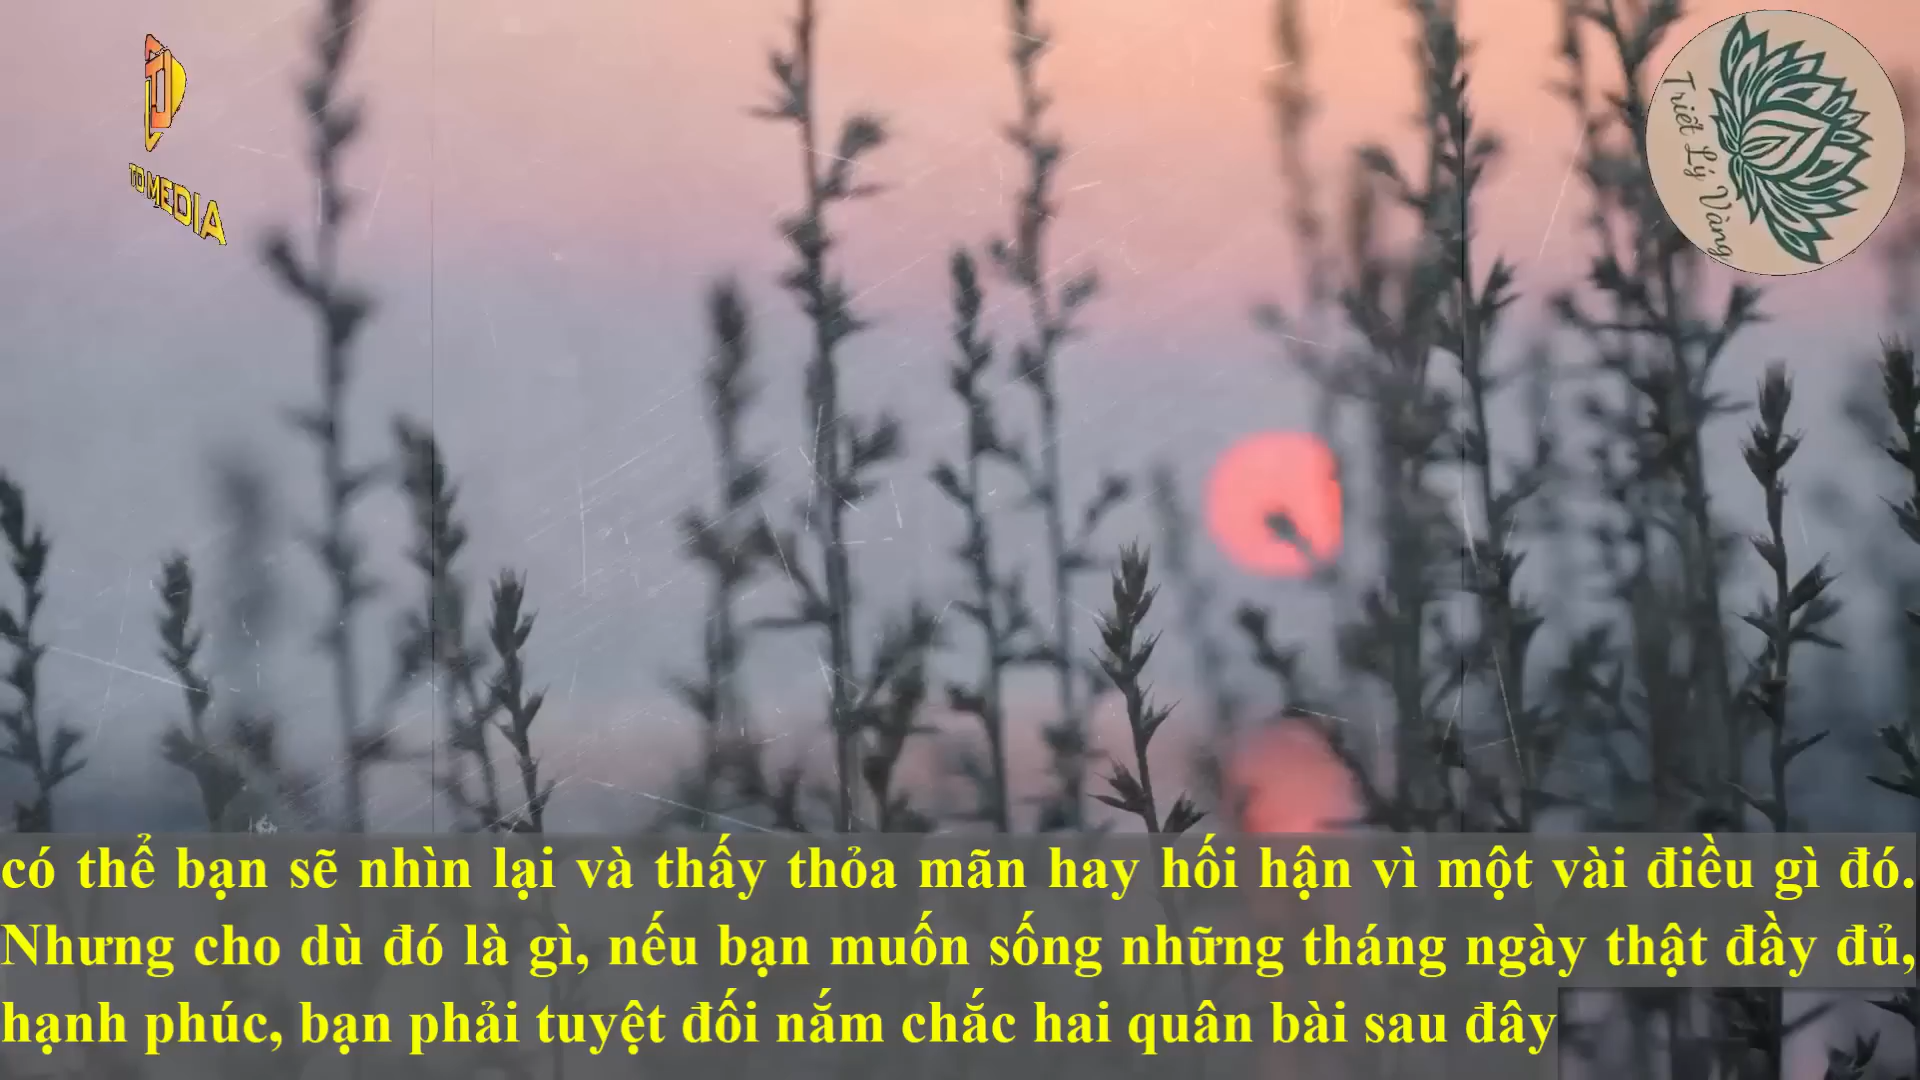 TD MEDIA
Triết Lý Vàng
có thể bạn sẽ nhìn lại và thấy thỏa mãn hay hối hận vì một vài điều gì đó.
Nhưng cho dù đó là gì, nếu bạn muốn sống những tháng ngày thật đầy đủ,
hạnh phúc, bạn phải tuyệt đối nắm chắc hai quân bài sau đây